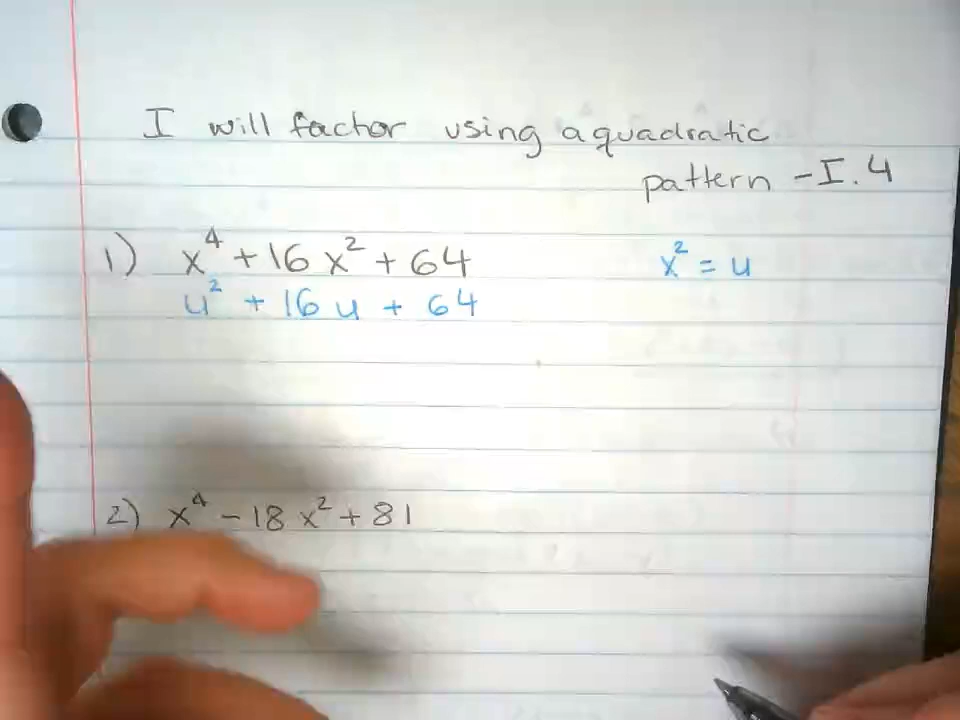 I will factor using a quadratic
pattern - I.4
1) x⁴ + 16x² + 64
x² = u
u² + 16u + 64
2) x⁴ - 18x² + 81